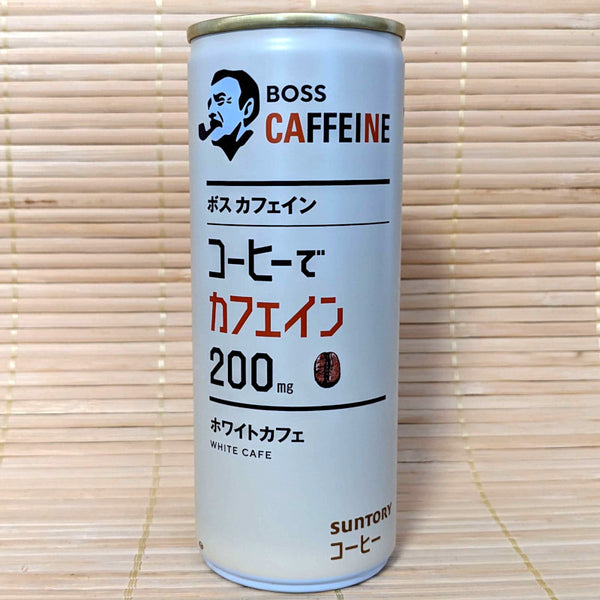 BOSS
CAFFEINE
ボス カフェイン
コーヒーで
カフェイン
200mg
ホワイトカフェ
WHITE CAFE
SUNTORY
コーヒー